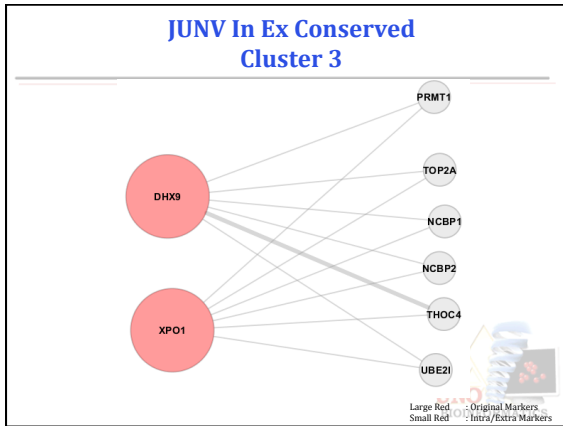 JUNV In Ex Conserved
Cluster 3
PRMT1
DHX9
TOP2A
NCBP1
NCBP2
THOC4
XPO1
UBE2I
Large Red : Original Markers
Small Red : Intra/Extra Markers